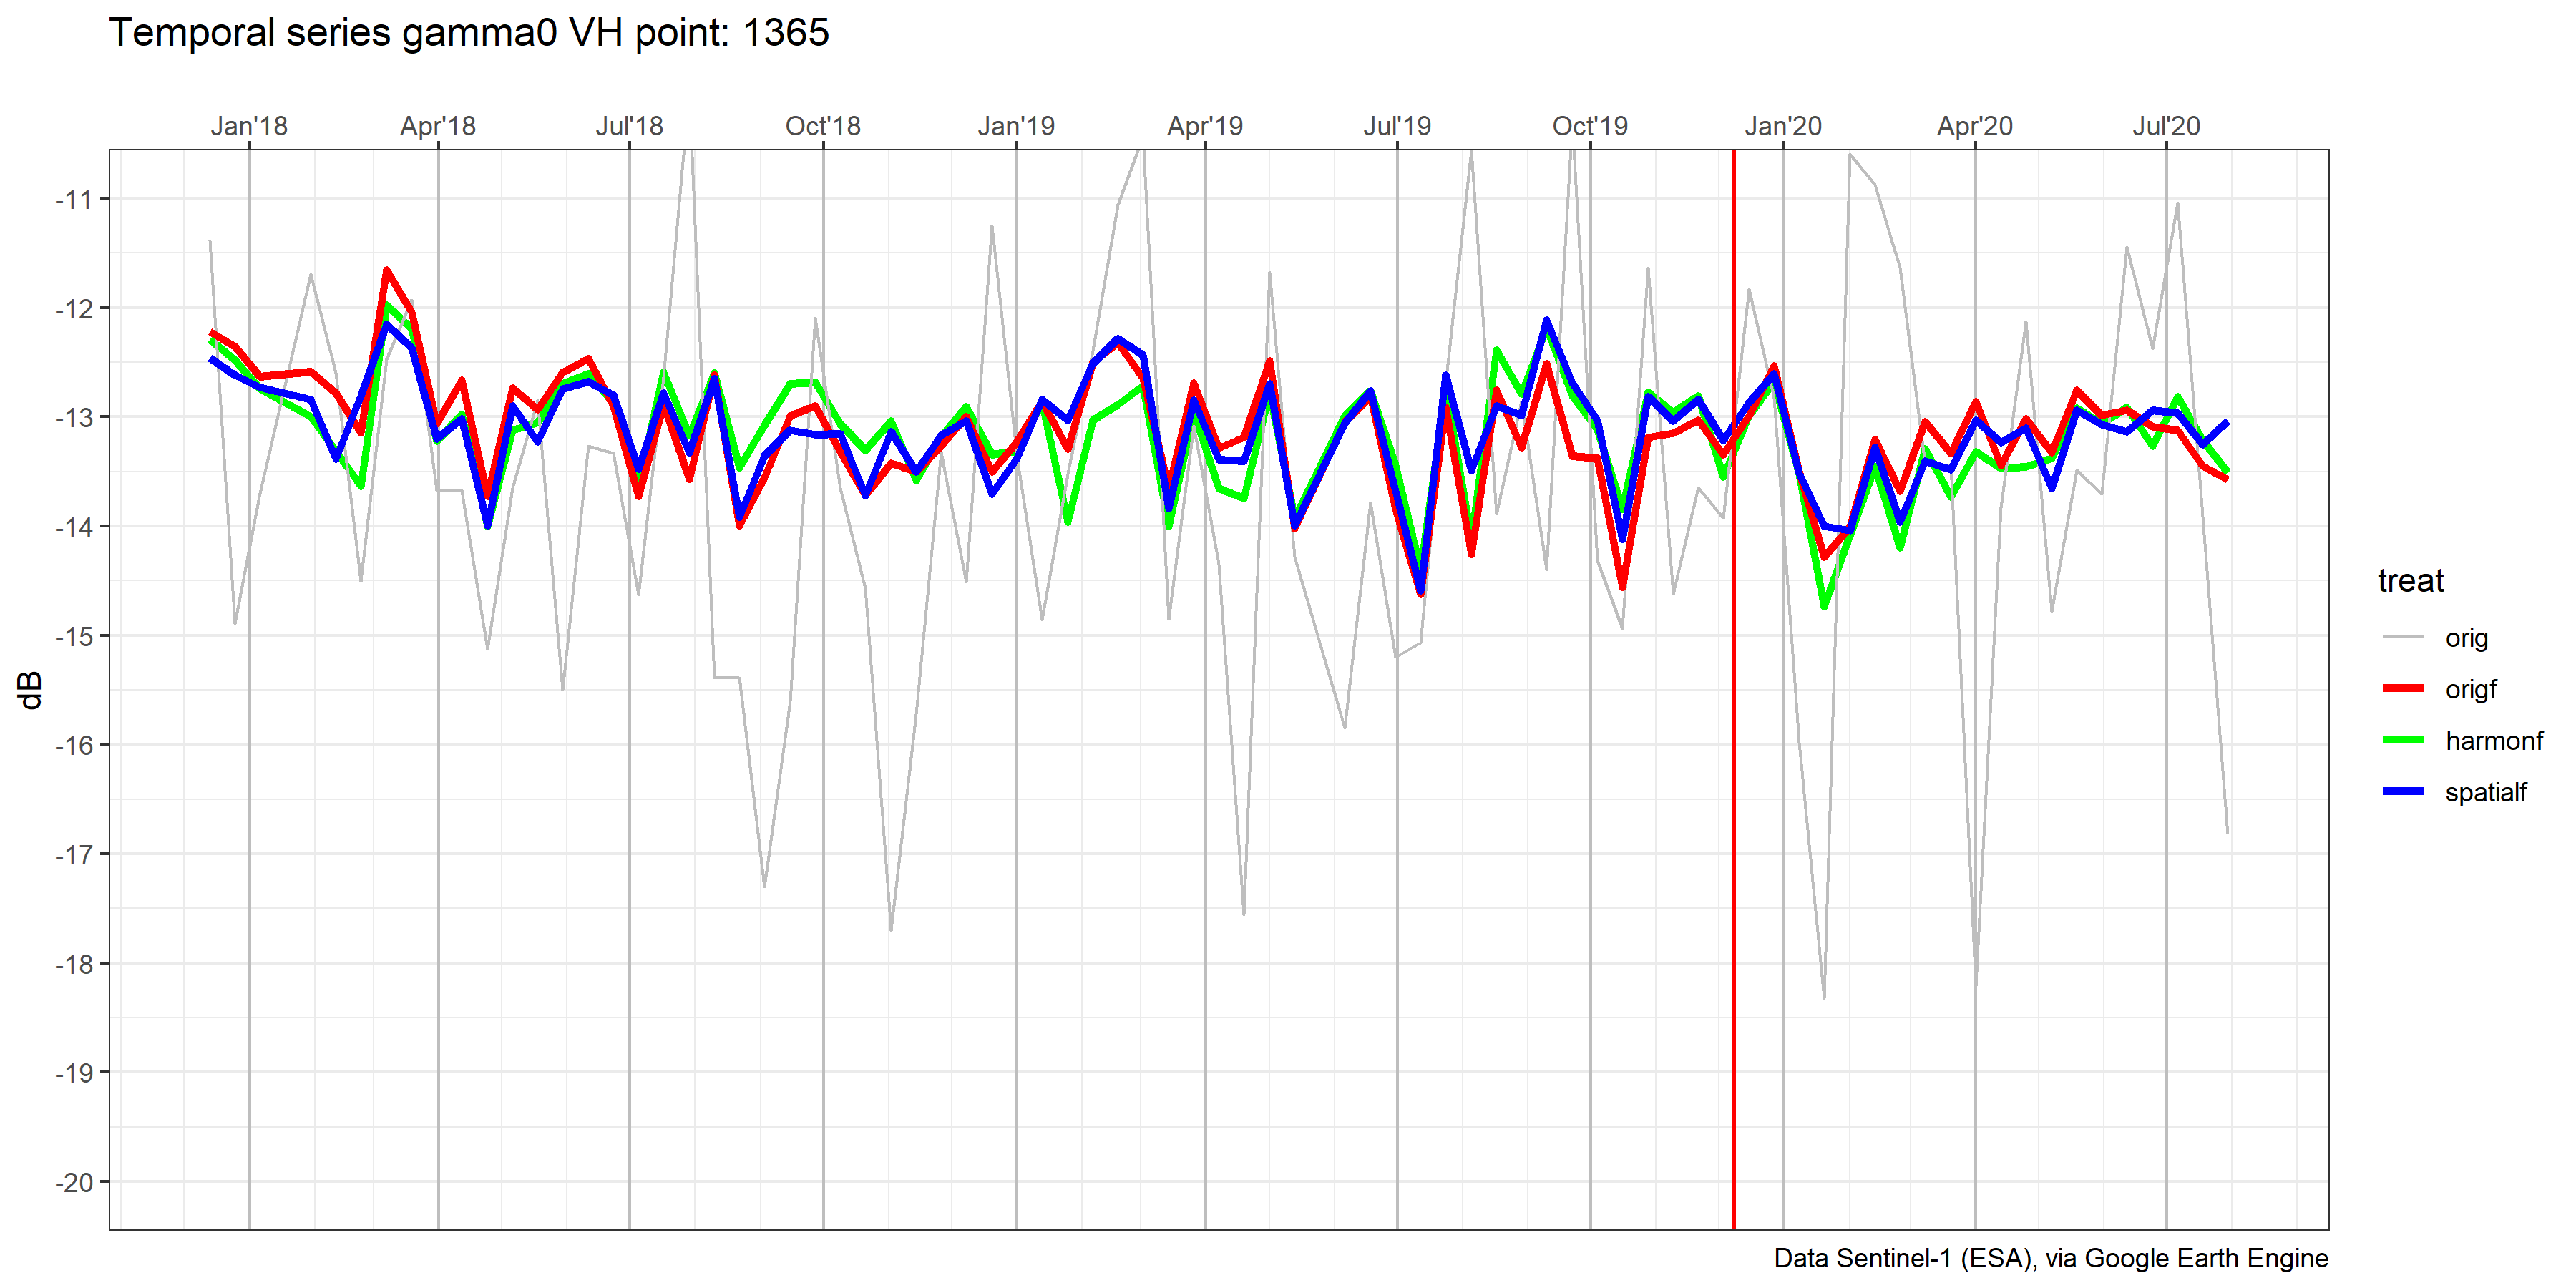 Temporal series gamma0 VH point: 1365
Jan'18 Apr'18 Jul'18 Oct'18 Jan'19 Apr'19 Jul'19 Oct'19 Jan'20 Apr'20 Jul'20
-11
-12
-13
-14
-15
-16
-17
-18
-19
-20
dB
treat
orig
origf
harmonf
spatialf
Data Sentinel-1 (ESA), via Google Earth Engine